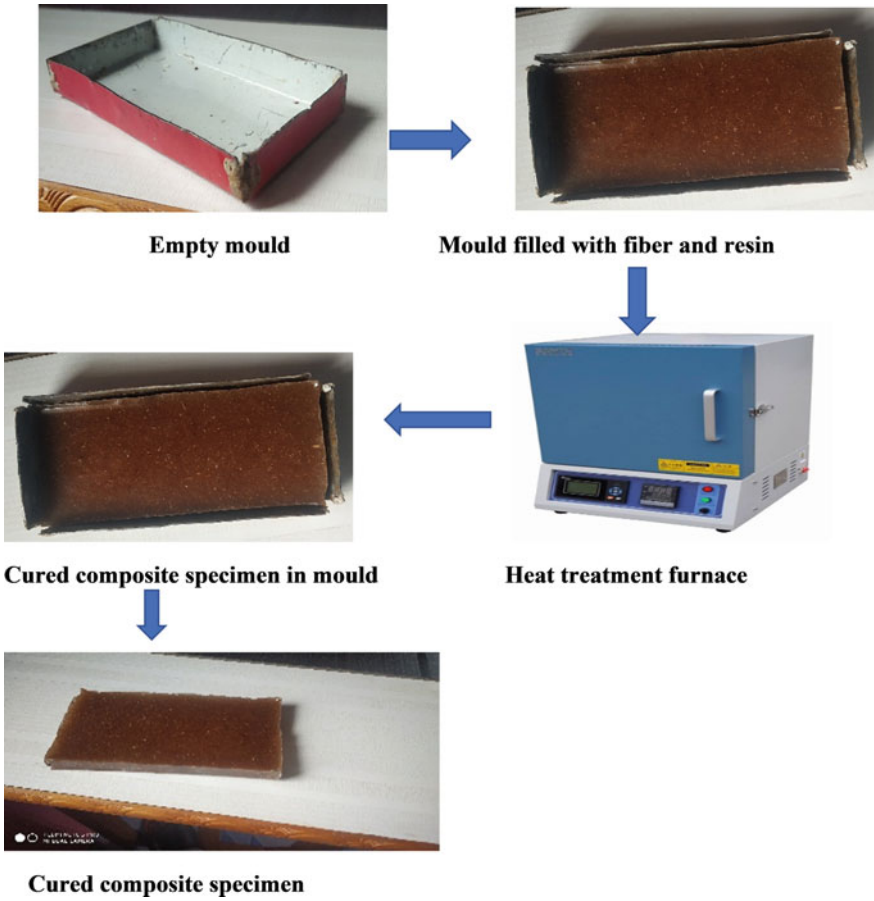 Empty mould
Mould filled with fiber and resin
Heat treatment furnace
Cured composite specimen in mould
Cured composite specimen